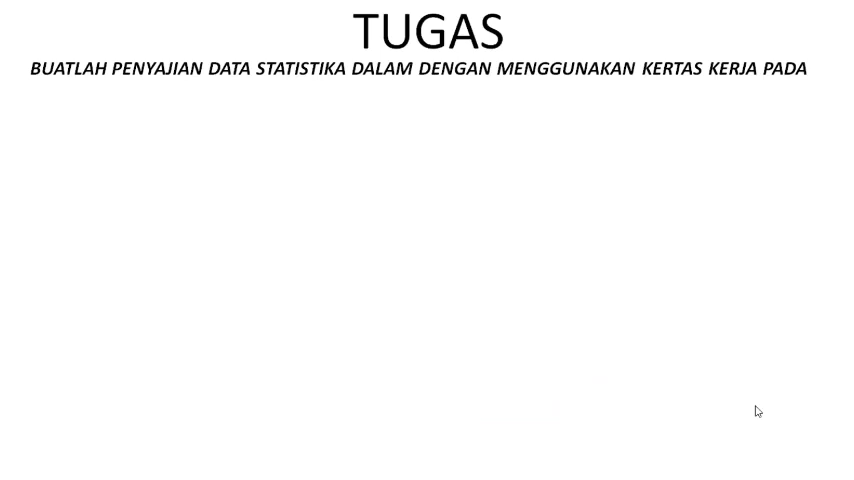 TUGAS
BUATLAH PENYAJIAN DATA STATISTIKA DALAM DENGAN MENGGUNAKAN KERTAS KERJA PADA